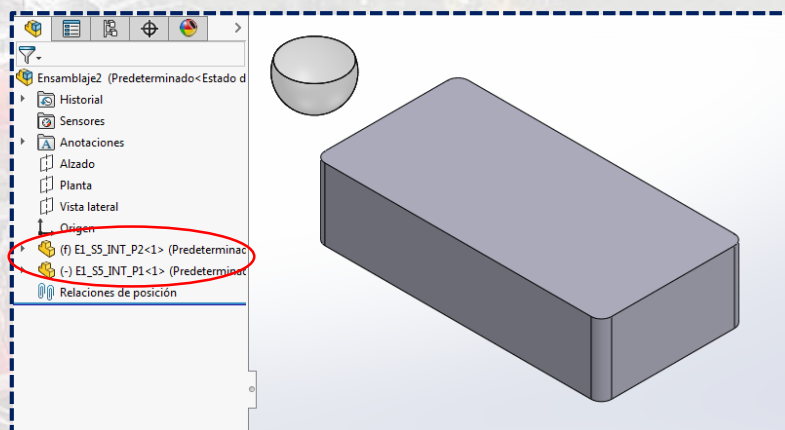 Ensamblaje2 (Predeterminado<Estado d
Historial
Sensores
A Anotaciones
Alzado
Planta
Vista lateral
Origen
(f) E1_S5_INT_P2<1> (Predeterminac
(-) E1_S5_INT_P1<1> (Predeterminac
Relaciones de posición